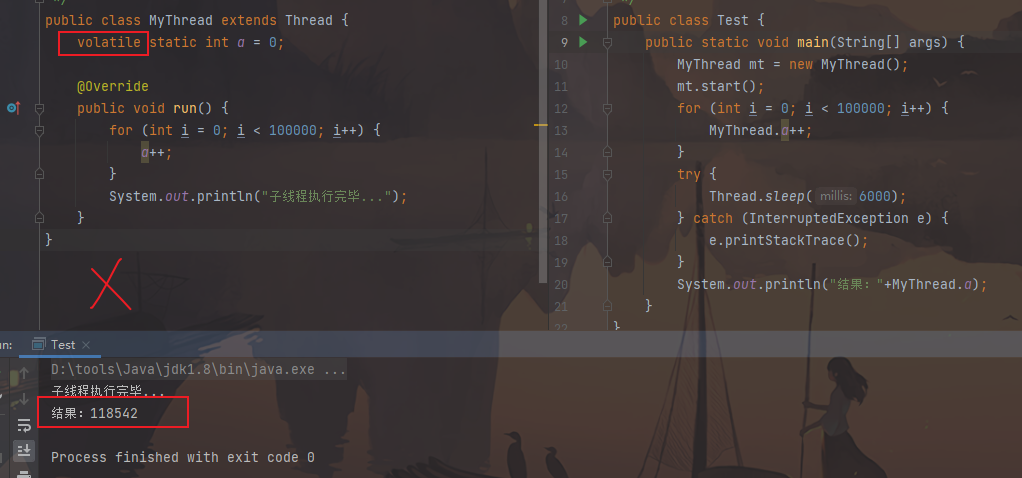 public class MyThread extends Thread {
volatile static int a = 0;
@Override
public void run() {
for (int i = 0; i < 100000; i++) {
a++;
}
System.out.println("子线程执行完毕...");
}
}
8 public class Test {
9 public static void main(String[] args) {
10 MyThread mt = new MyThread();
11 mt.start();
12 for (int i = 0; i < 100000; i++) {
13 MyThread.a++;
14 }
15 try {
16 Thread.sleep( millis: 6000);
17 } catch (InterruptedException e) {
18 e.printStackTrace();
19 }
20 System.out.println("结果："+MyThread.a);
21 }
22 }
un: Test ×
D:\tools\Java\jdk1.8\bin\java.exe ...
子线程执行完毕...
结果：118542
Process finished with exit code 0